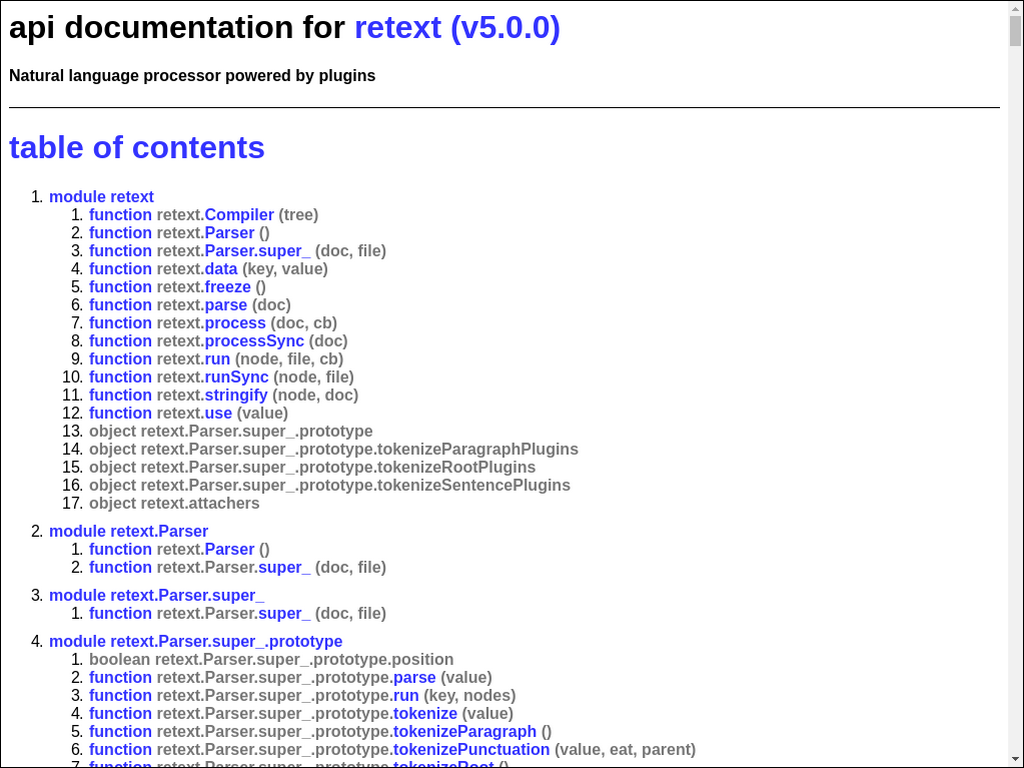 api documentation for retext (v5.0.0)
Natural language processor powered by plugins
table of contents
1. module retext
1. function retext.Compiler (tree)
2. function retext.Parser ()
3. function retext.Parser.super_ (doc, file)
4. function retext.data (key, value)
5. function retext.freeze ()
6. function retext.parse (doc)
7. function retext.process (doc, cb)
8. function retext.processSync (doc)
9. function retext.run (node, file, cb)
10. function retext.runSync (node, file)
11. function retext.stringify (node, doc)
12. function retext.use (value)
13. object retext.Parser.super_.prototype
14. object retext.Parser.super_.prototype.tokenizeParagraphPlugins
15. object retext.Parser.super_.prototype.tokenizeRootPlugins
16. object retext.Parser.super_.prototype.tokenizeSentencePlugins
17. object retext.attachers
2. module retext.Parser
1. function retext.Parser ()
2. function retext.Parser.super_ (doc, file)
3. module retext.Parser.super_
1. function retext.Parser.super_ (doc, file)
4. module retext.Parser.super_.prototype
1. boolean retext.Parser.super_.prototype.position
2. function retext.Parser.super_.prototype.parse (value)
3. function retext.Parser.super_.prototype.run (key, nodes)
4. function retext.Parser.super_.prototype.tokenize (value)
5. function retext.Parser.super_.prototype.tokenizeParagraph ()
6. function retext.Parser.super_.prototype.tokenizePunctuation (value, eat, parent)
7. function retext.Parser.super_.prototype.tokenizeRoot ()